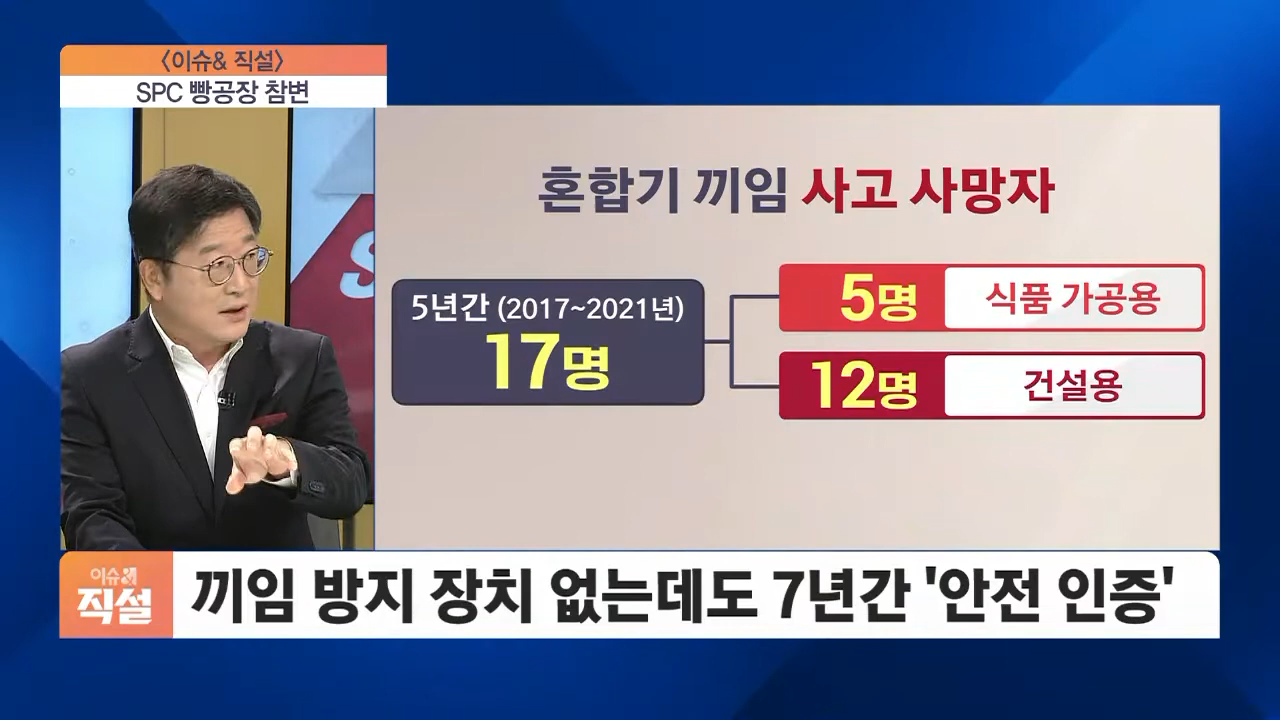 〈이슈& 직설〉
SPC 빵공장 참변
혼합기 끼임 사고 사망자
5년간 (2017~2021년)
17명
5명 식품 가공용
12명 건설용
이슈&
직설
끼임 방지 장치 없는데도 7년간 '안전 인증'